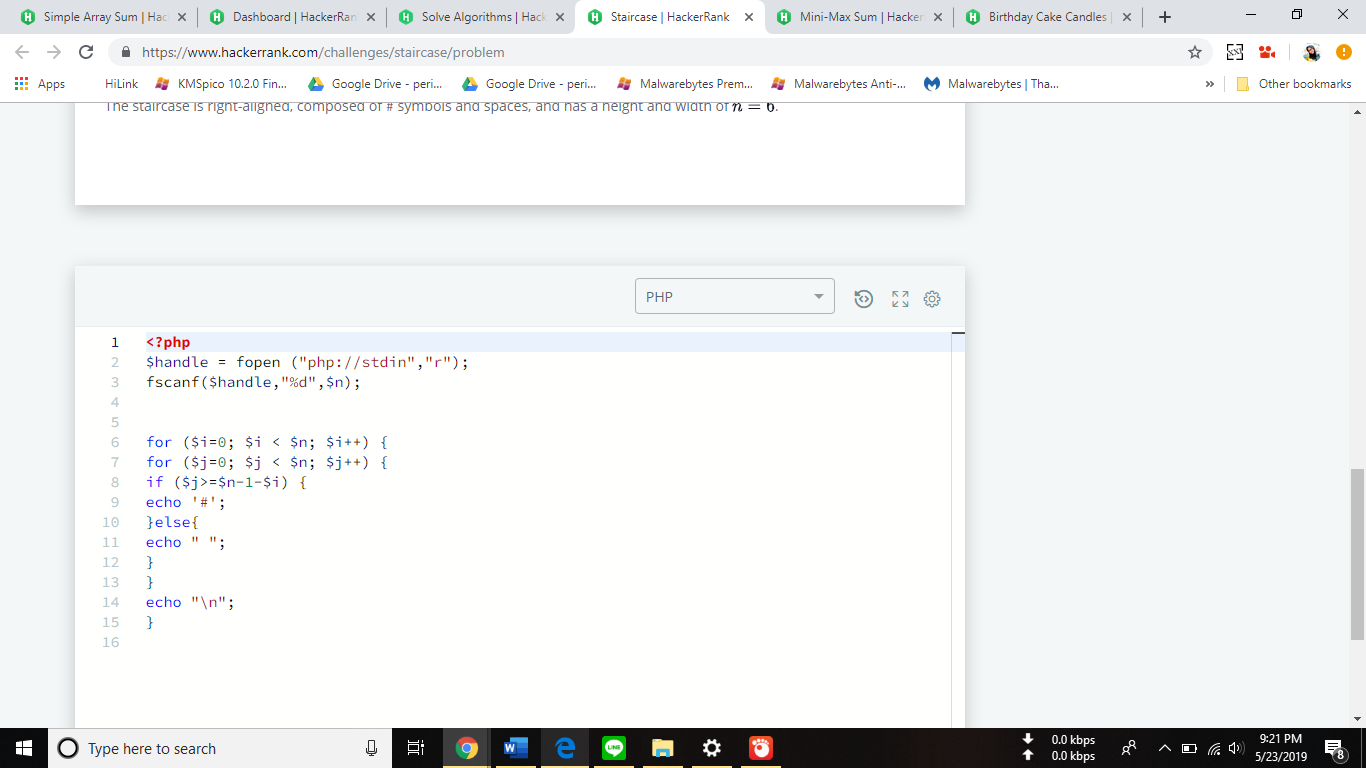 Simple Array Sum | Hac
Dashboard | HackerRan
Solve Algorithms | Hack
Staircase | HackerRank
Mini-Max Sum | Hacker
Birthday Cake Candles |
https://www.hackerrank.com/challenges/staircase/problem
Apps
HiLink
KMSpico 10.2.0 Fin...
Google Drive - peri...
Google Drive - peri...
Malwarebytes Prem...
Malwarebytes Anti-...
Malwarebytes | Tha...
»
Other bookmarks
The staircase is right-aligned, composed of # symbols and spaces, and has a height and width of n = 6.
PHP
1 <?php
2 $handle = fopen ("php://stdin","r");
3 fscanf($handle,"%d",$n);
4
5
6 for ($i=0; $i < $n; $i++) {
7 for ($j=0; $j < $n; $j++) {
8 if ($j>=$n-1-$i) {
9 echo '#';
10 }else{
11 echo " ";
12 }
13 }
14 echo "\n";
15 }
16
Type here to search
LINE
0.0 kbps
0.0 kbps
9:21 PM
5/23/2019
8